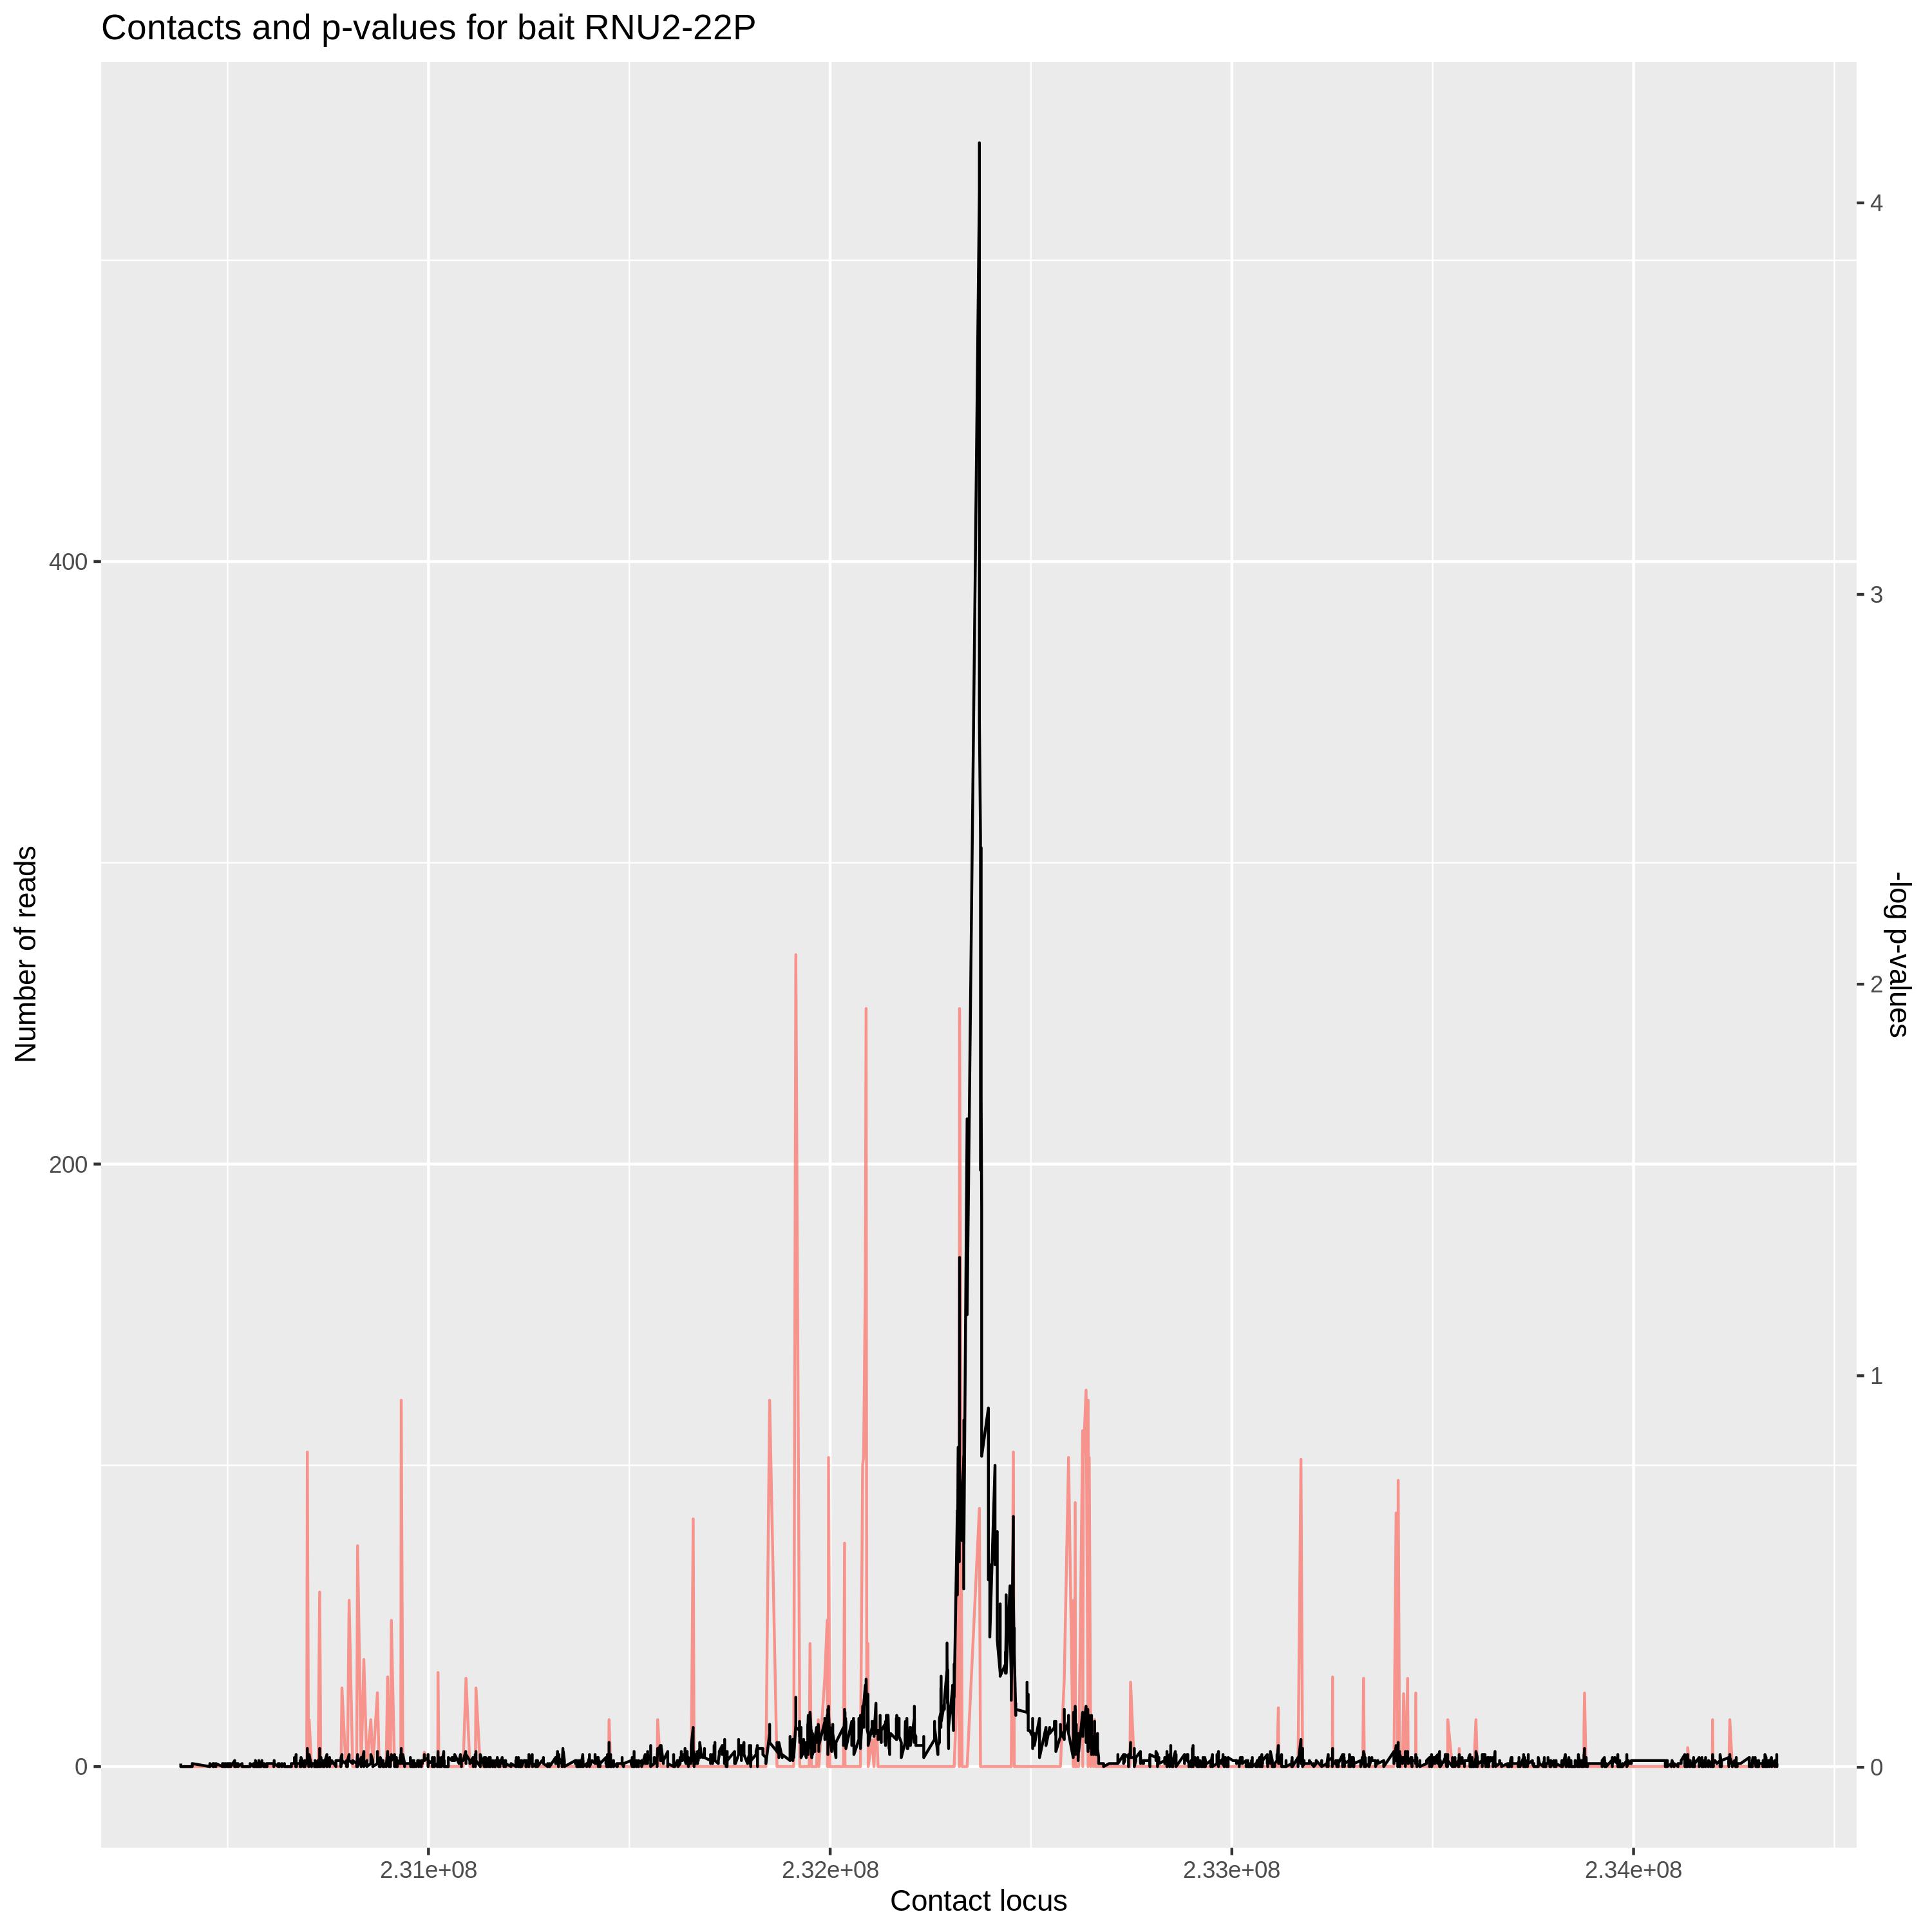 Contacts and p-values for bait RNU2-22P
Number of reads
400
200
0
4
3
2
1
0
-log p-values
2.31e+08
2.32e+08
2.33e+08
2.34e+08
Contact locus